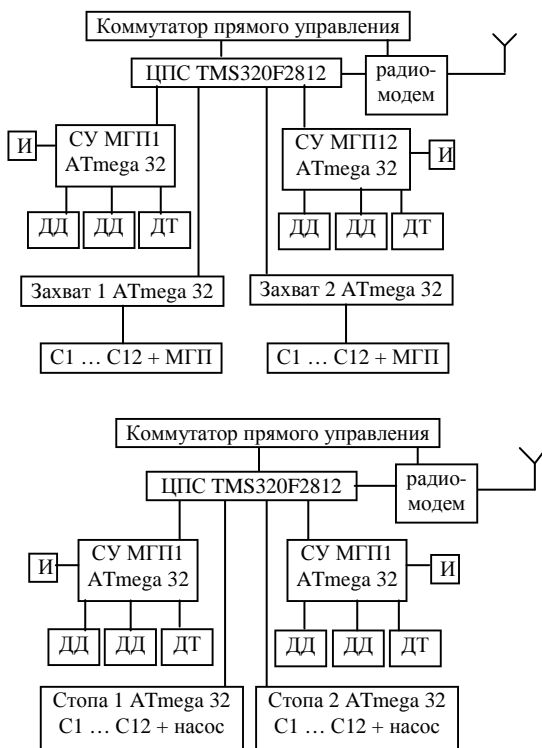 Коммутатор прямого управления
ЦПС TMS320F2812
радио-
модем
И
СУ МГП1
ATmega 32
СУ МГП12
ATmega 32
И
ДД
ДД
ДТ
ДД
ДД
ДТ
Захват 1 ATmega 32
Захват 2 ATmega 32
С1 … С12 + МГП
С1 … С12 + МГП
Коммутатор прямого управления
ЦПС TMS320F2812
радио-
модем
И
СУ МГП1
ATmega 32
СУ МГП1
ATmega 32
И
ДД
ДД
ДТ
ДД
ДД
ДТ
Стопа 1 ATmega 32
С1 … С12 + насос
Стопа 2 ATmega 32
С1 … С12 + насос